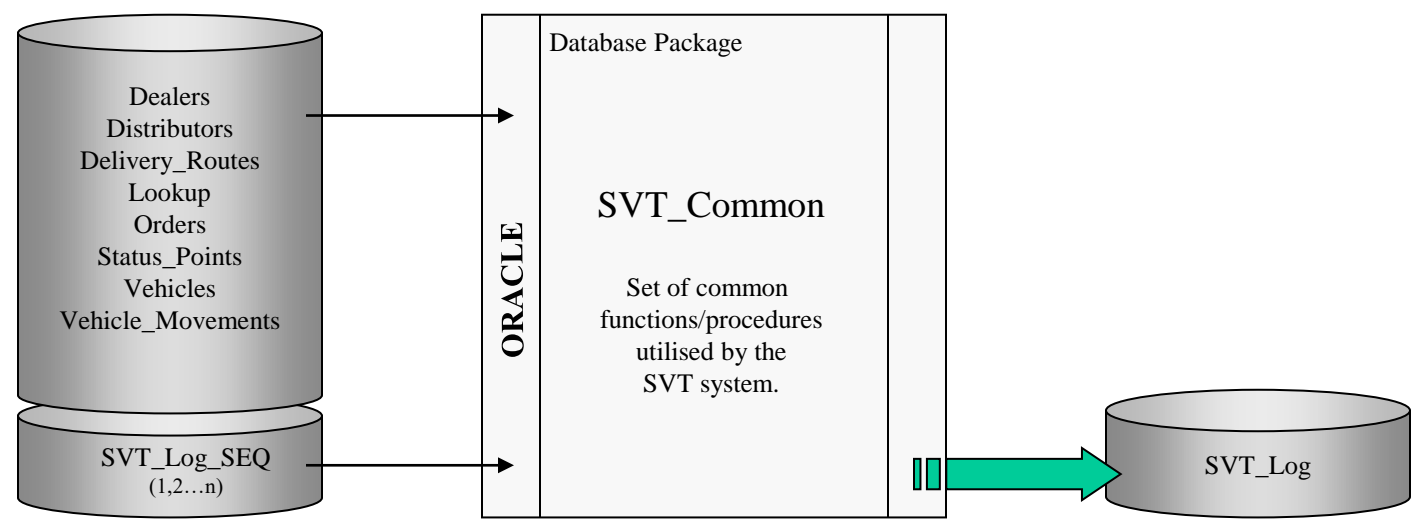 Dealers
Distributors
Delivery_Routes
Lookup
Orders
Status_Points
Vehicles
Vehicle_Movements
SVT_Log_SEQ
(1,2…n)
ORACLE
Database Package
SVT_Common
Set of common
functions/procedures
utilised by the
SVT system.
SVT_Log